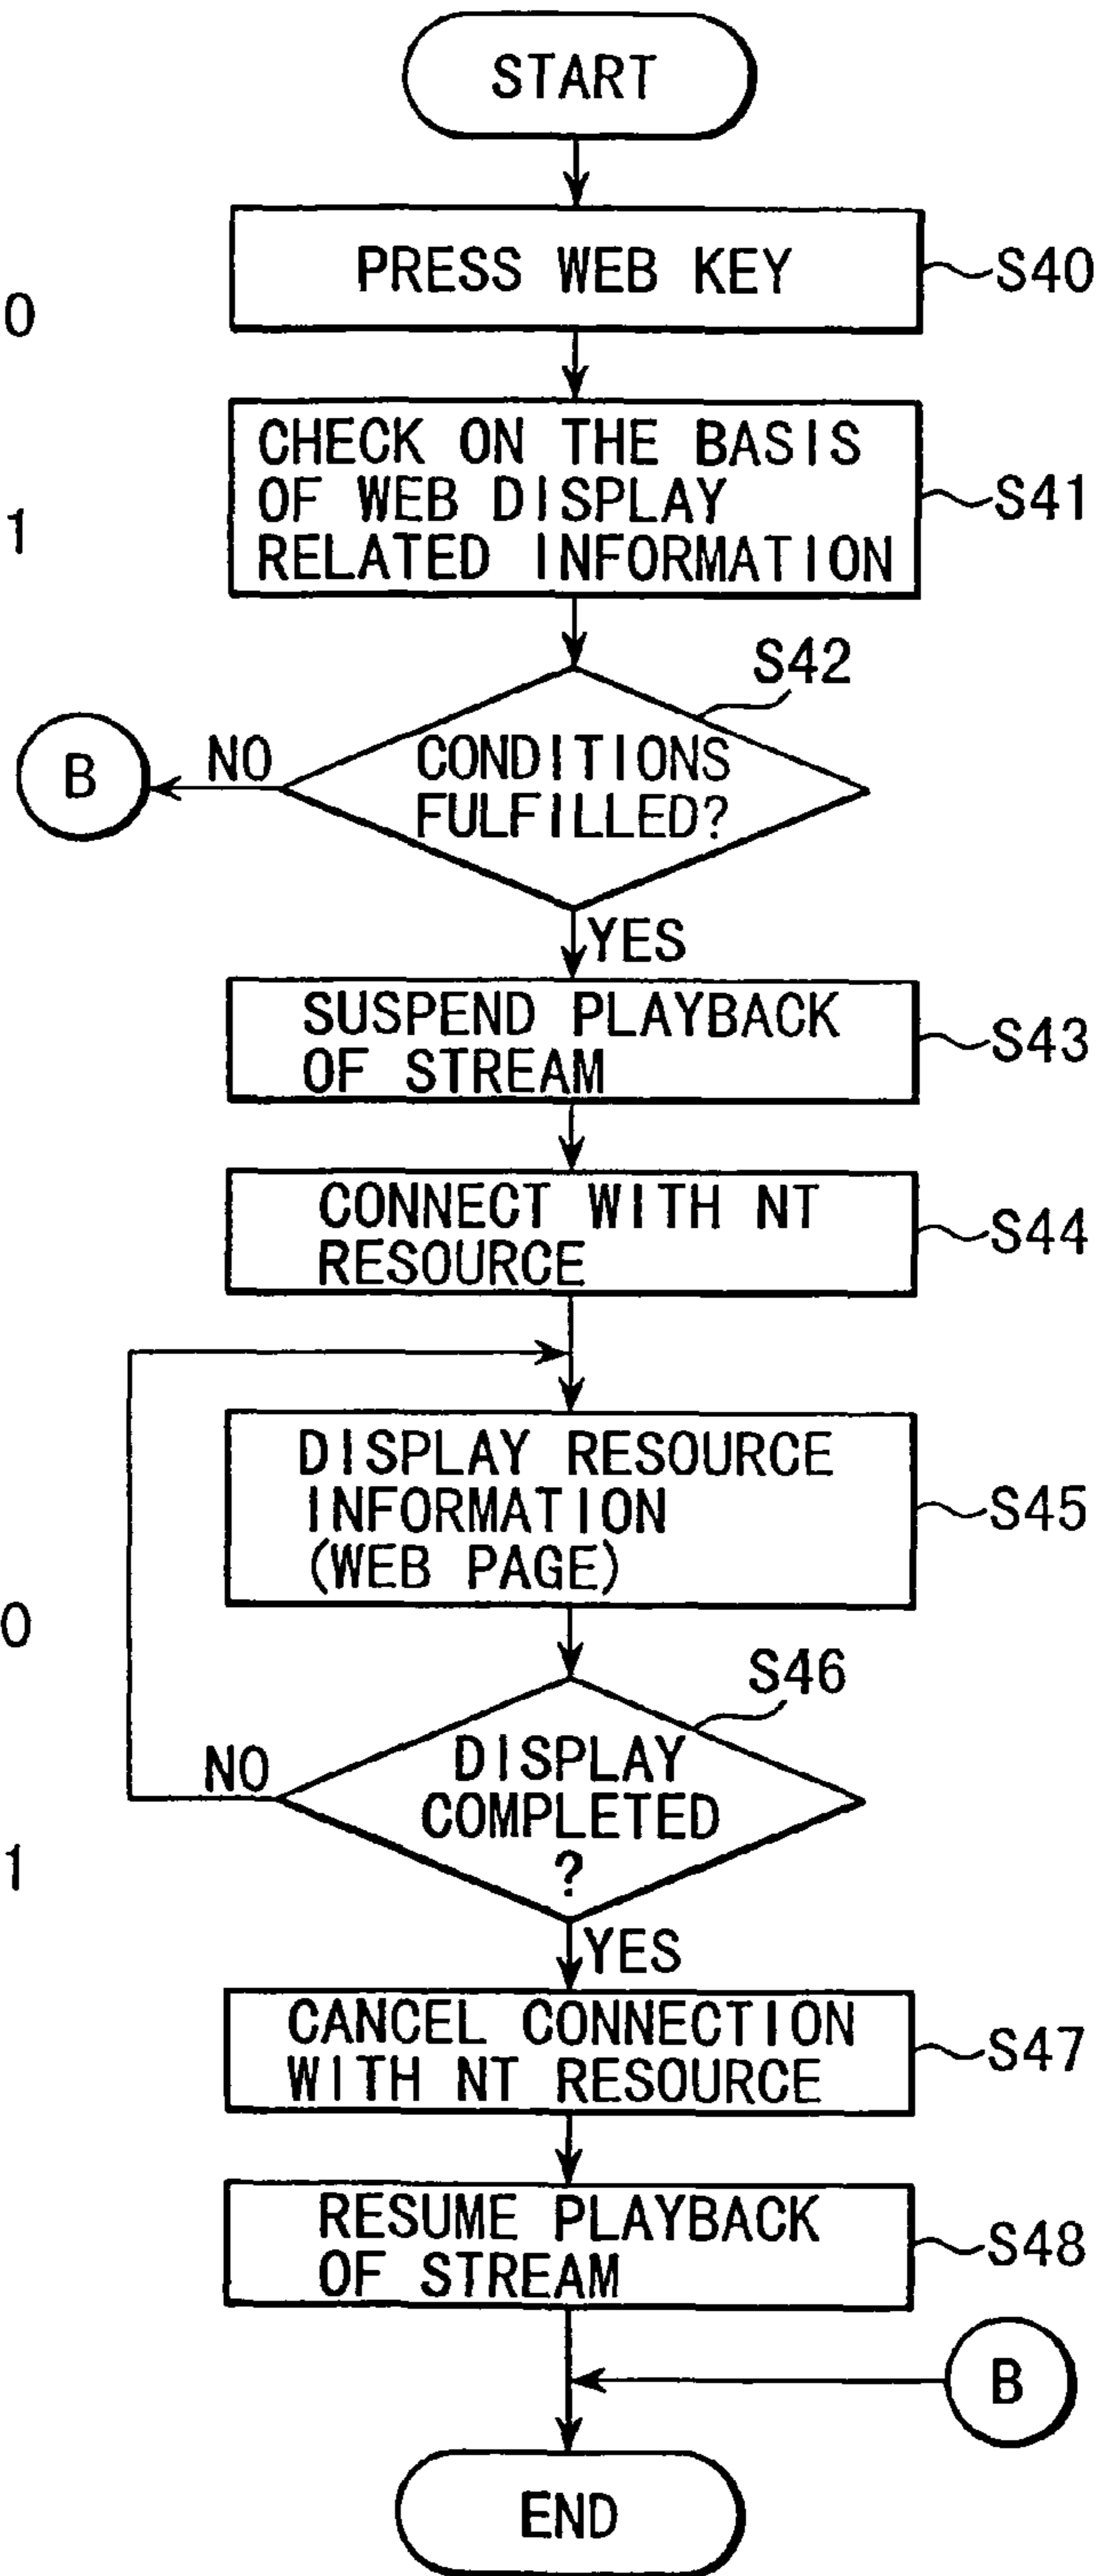 START
PRESS WEB KEY
S40
0
CHECK ON THE BASIS
OF WEB DISPLAY
RELATED INFORMATION
S41
1
S42
CONDITIONS
FULFILLED?
NO
B
YES
SUSPEND PLAYBACK
OF STREAM
S43
CONNECT WITH NT
RESOURCE
S44
DISPLAY RESOURCE
INFORMATION
(WEB PAGE)
S45
0
S46
DISPLAY
COMPLETED
?
NO
1
YES
CANCEL CONNECTION
WITH NT RESOURCE
S47
RESUME PLAYBACK
OF STREAM
S48
B
END